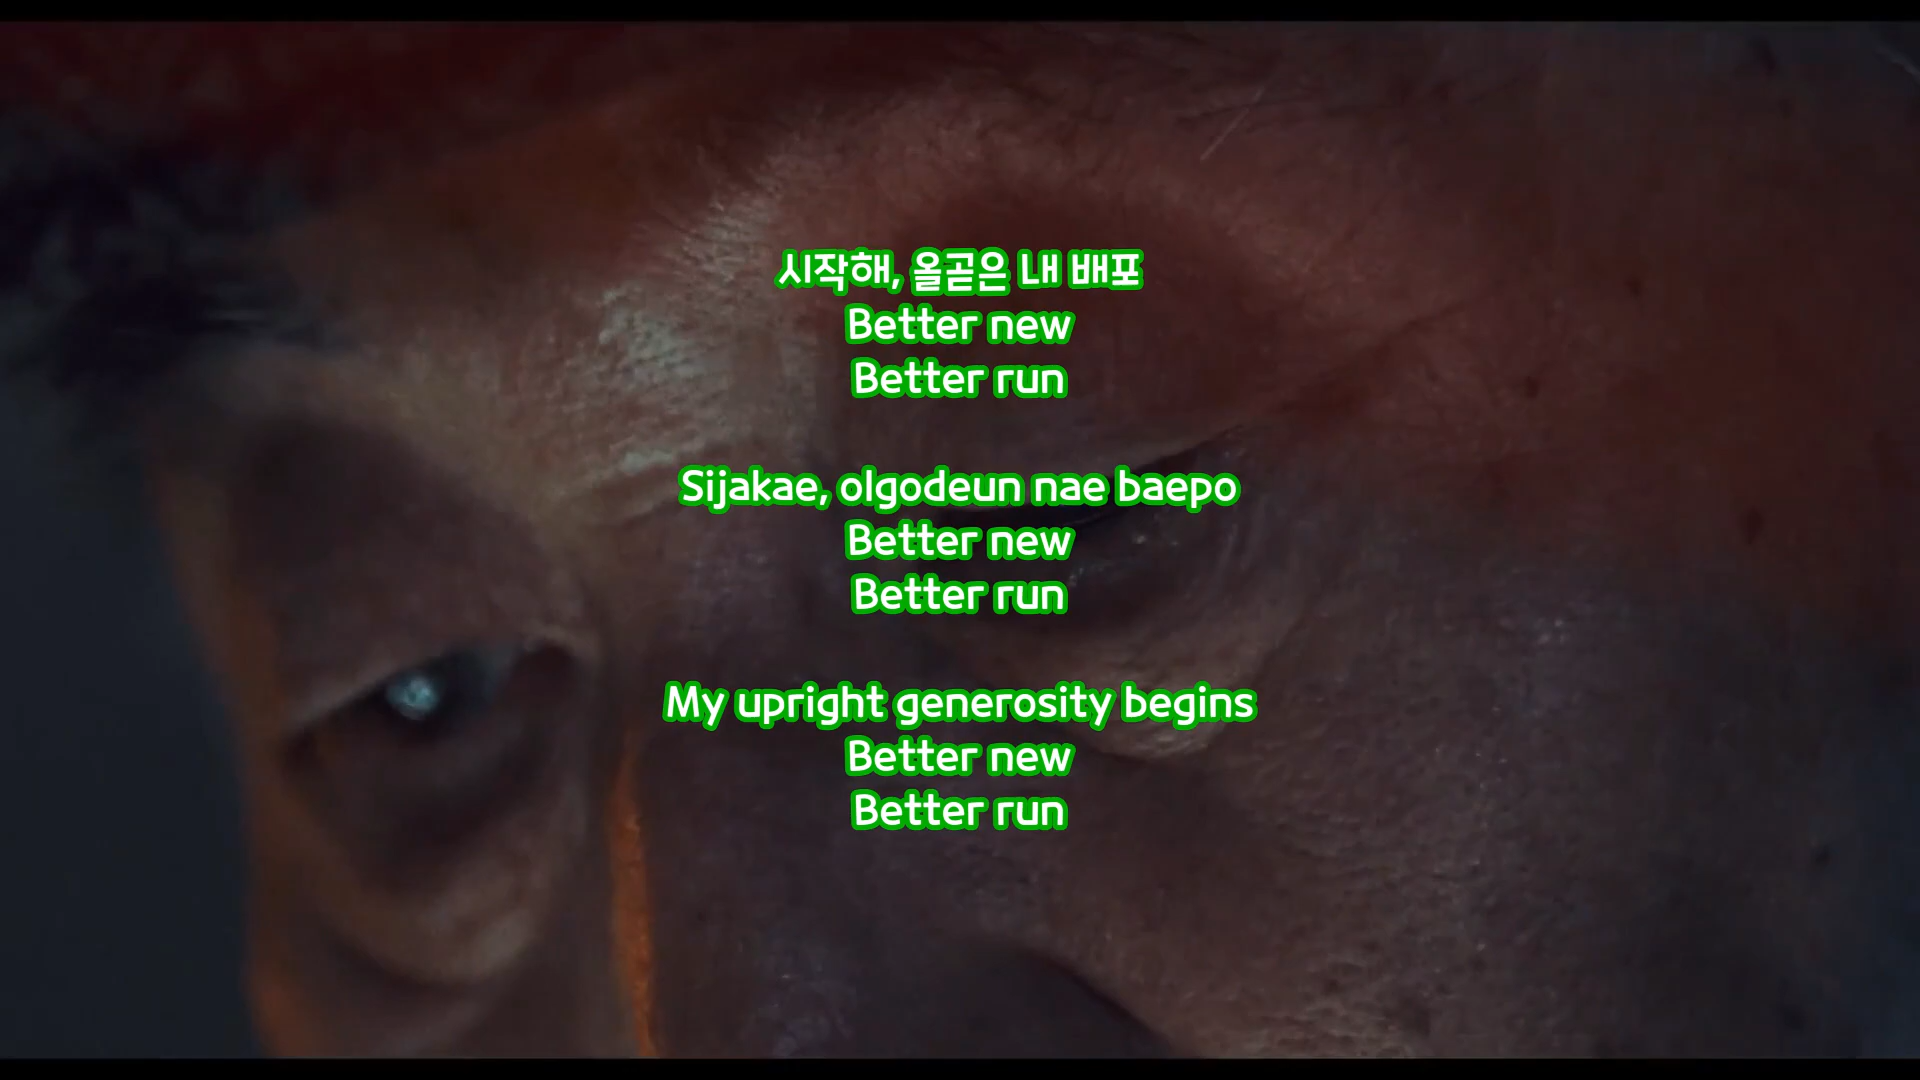 시작해, 올곧은 내 배포
Better new
Better run
Sijakae, olgodeun nae baepo
Better new
Better run
My upright generosity begins
Better new
Better run